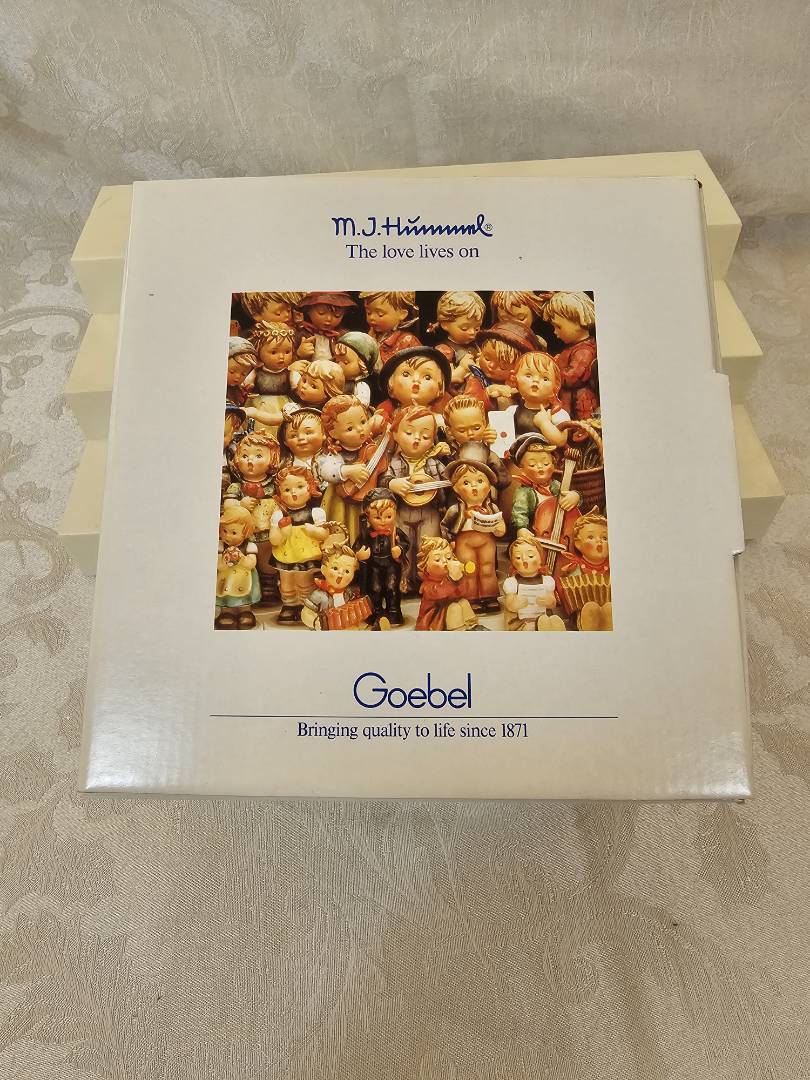 M.J.Hummel®
The love lives on
Goebel
Bringing quality to life since 1871